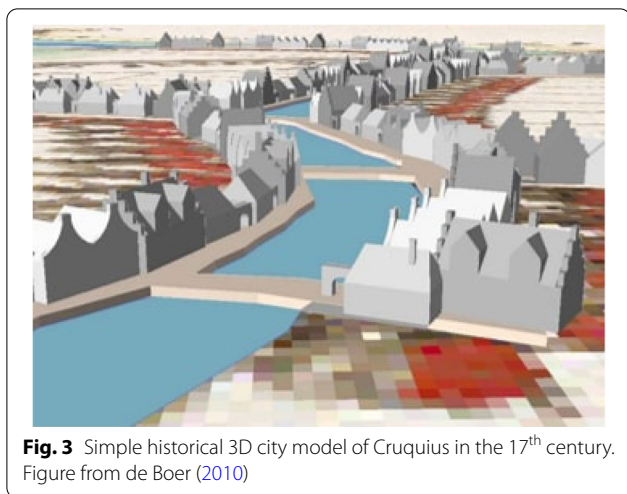 Fig. 3 Simple historical 3D city model of Cruquius in the 17th century.
Figure from de Boer (2010)